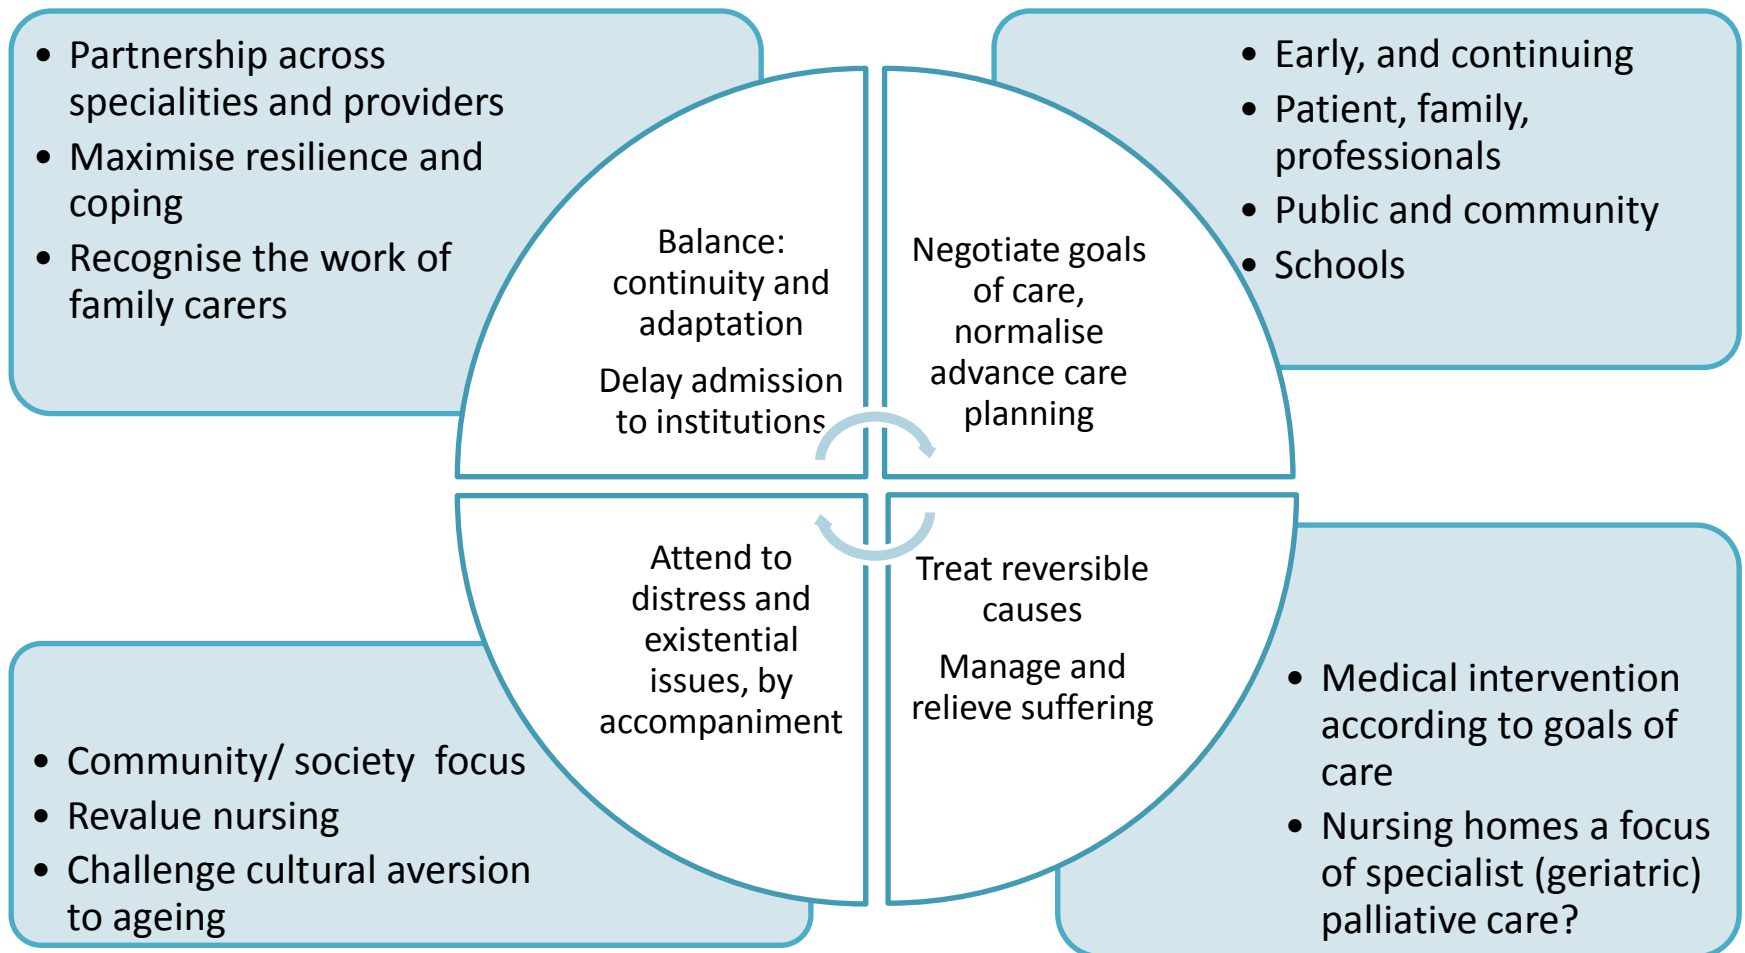 • Partnership across
specialities and providers
• Maximise resilience and
coping
• Recognise the work of
family carers
Balance:
continuity and
adaptation
Delay admission
to institutions
Negotiate goals
of care,
normalise
advance care
planning
• Early, and continuing
• Patient, family,
professionals
• Public and community
• Schools
• Community/ society  focus
• Revalue nursing
• Challenge cultural aversion
to ageing
Attend to
distress and
existential
issues, by
accompaniment
Treat reversible
causes
Manage and
relieve suffering
• Medical intervention
according to goals of
care
• Nursing homes a focus
of specialist (geriatric)
palliative care?